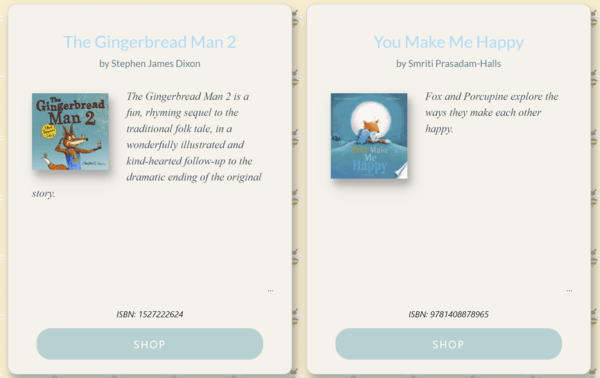 The Gingerbread Man 2
by Stephen James Dixon
The
Gingerbread
Man 2
The Gingerbread Man 2 is a
fun, rhyming sequel to the
traditional folk tale, in a
wonderfully illustrated and
kind-hearted follow-up to the
dramatic ending of the original
story.
...
ISBN: 1527222624
SHOP
You Make Me Happy
by Smriti Prasadam-Halls
You Make
Me
Happy
Fox and Porcupine explore the
ways they make each other
happy.
...
ISBN: 9781408878965
SHOP